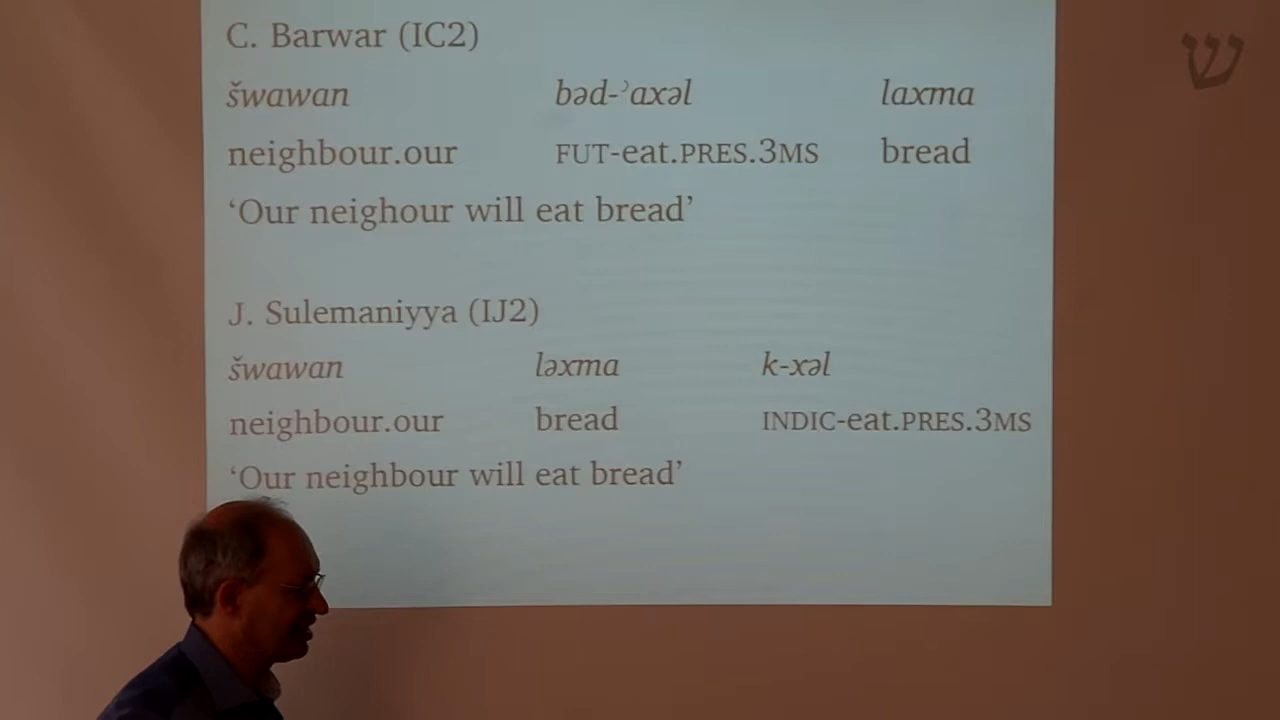 C. Barwar (IC2)
ש
šwawan bəd-ʾaxəl laxma
neighbour.our FUT-eat.PRES.3MS bread
‘Our neighour will eat bread’
J. Sulemaniyya (IJ2)
šwawan ləxma k-xəl
neighbour.our bread INDIC-eat.PRES.3MS
‘Our neighbour will eat bread’